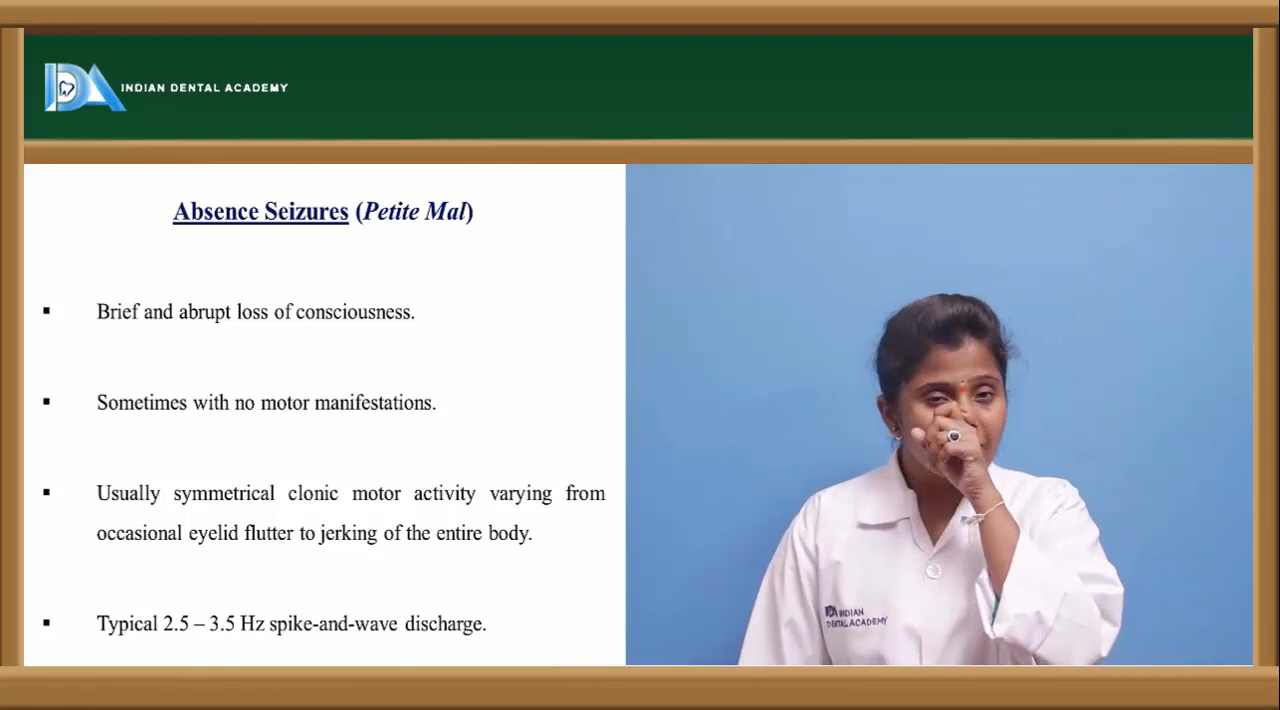 INDIAN DENTAL ACADEMY
Absence Seizures (Petite Mal)
▪ Brief and abrupt loss of consciousness.
▪ Sometimes with no motor manifestations.
▪ Usually symmetrical clonic motor activity varying from
occasional eyelid flutter to jerking of the entire body.
▪ Typical 2.5 – 3.5 Hz spike-and-wave discharge.
IDA INDIAN
DENTAL ACADEMY